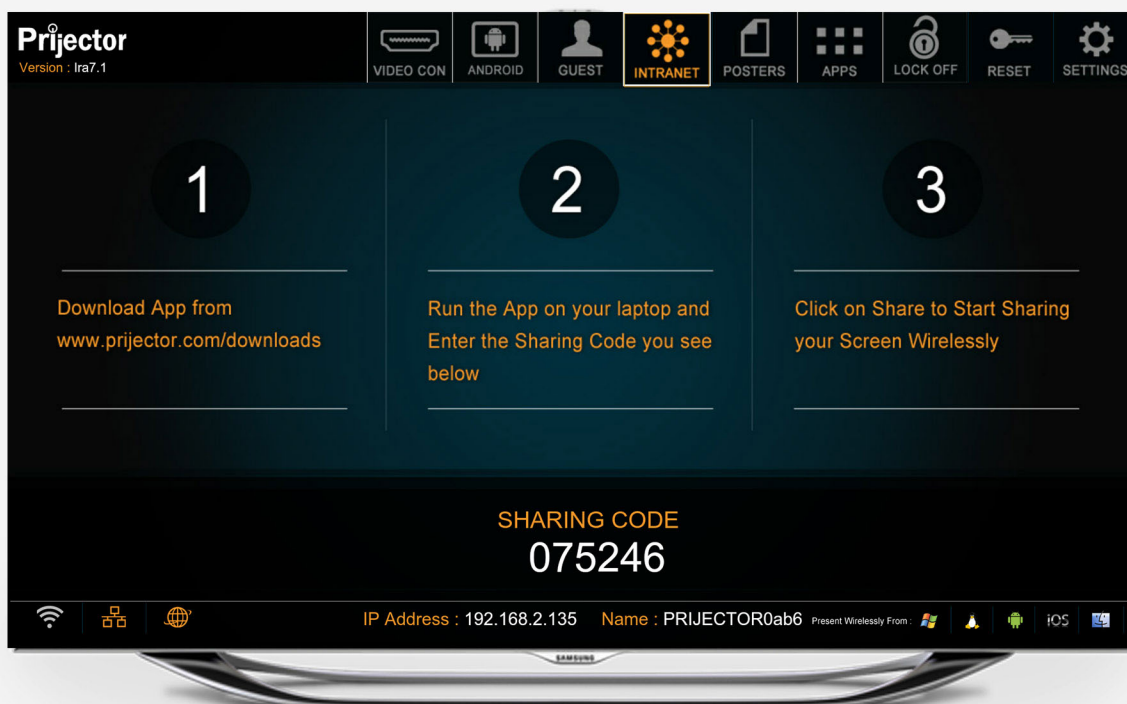 Prijector
Version : Ira7.1
VIDEO CON
ANDROID
GUEST
INTRANET
POSTERS
APPS
LOCK OFF
RESET
SETTINGS
1
2
3
Download App from
www.prijector.com/downloads
Run the App on your laptop and
Enter the Sharing Code you see
below
Click on Share to Start Sharing
your Screen Wirelessly
SHARING CODE
075246
IP Address : 192.168.2.135 Name : PRIJECTOR0ab6 Present Wirelessly From : iOS
SAMSUNG